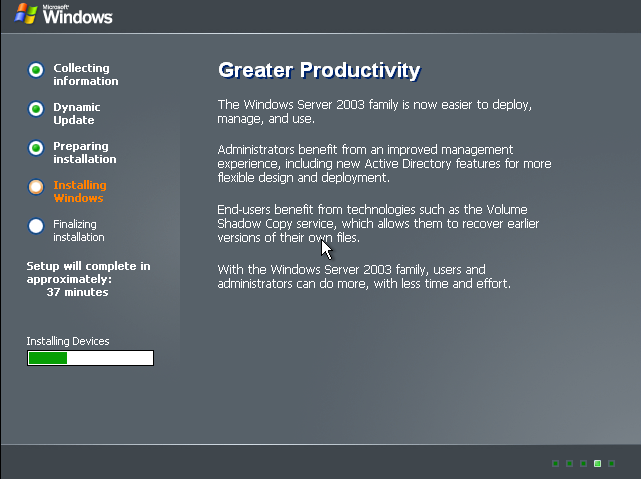 Microsoft
Windows
Collecting
information
Dynamic
Update
Preparing
installation
Installing
Windows
Finalizing
installation
Setup will complete in
approximately:
37 minutes
Installing Devices
Greater Productivity
The Windows Server 2003 family is now easier to deploy,
manage, and use.
Administrators benefit from an improved management
experience, including new Active Directory features for more
flexible design and deployment.
End-users benefit from technologies such as the Volume
Shadow Copy service, which allows them to recover earlier
versions of their own files.
With the Windows Server 2003 family, users and
administrators can do more, with less time and effort.